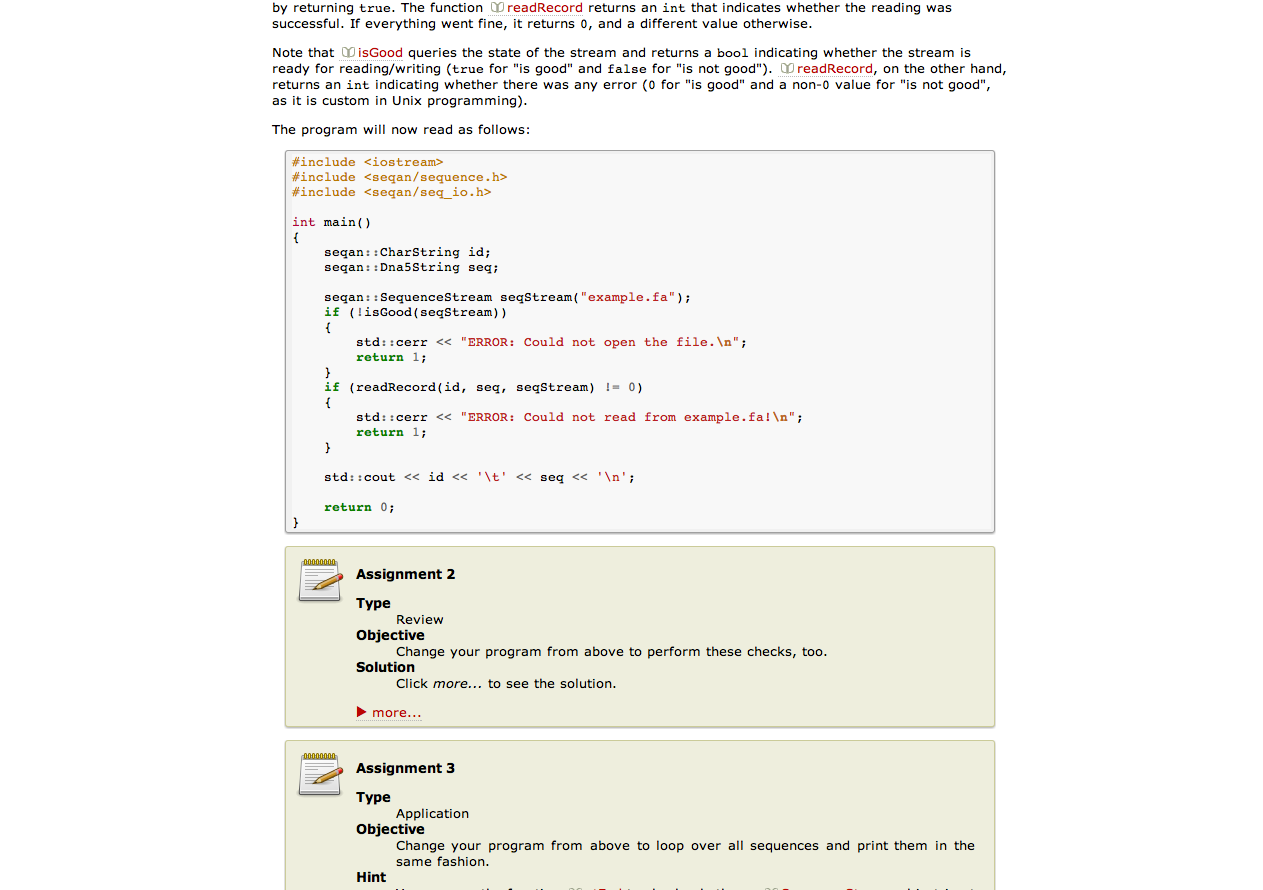 by returning true. The function readRecord returns an int that indicates whether the reading was
successful. If everything went fine, it returns 0, and a different value otherwise.
Note that isGood queries the state of the stream and returns a bool indicating whether the stream is
ready for reading/writing (true for "is good" and false for "is not good"). readRecord, on the other hand,
returns an int indicating whether there was any error (0 for "is good" and a non-0 value for "is not good",
as it is custom in Unix programming).
The program will now read as follows:
#include <iostream>
#include <seqan/sequence.h>
#include <seqan/seq_io.h>
int main()
{
    seqan::CharString id;
    seqan::Dna5String seq;
    seqan::SequenceStream seqStream("example.fa");
    if (!isGood(seqStream))
    {
        std::cerr << "ERROR: Could not open the file.\n";
        return 1;
    }
    if (readRecord(id, seq, seqStream) != 0)
    {
        std::cerr << "ERROR: Could not read from example.fa!\n";
        return 1;
    }
    std::cout << id << '\t' << seq << '\n';
    return 0;
}
Assignment 2
Type
Review
Objective
Change your program from above to perform these checks, too.
Solution
Click more... to see the solution.
more...
Assignment 3
Type
Application
Objective
Change your program from above to loop over all sequences and print them in the
same fashion.
Hint